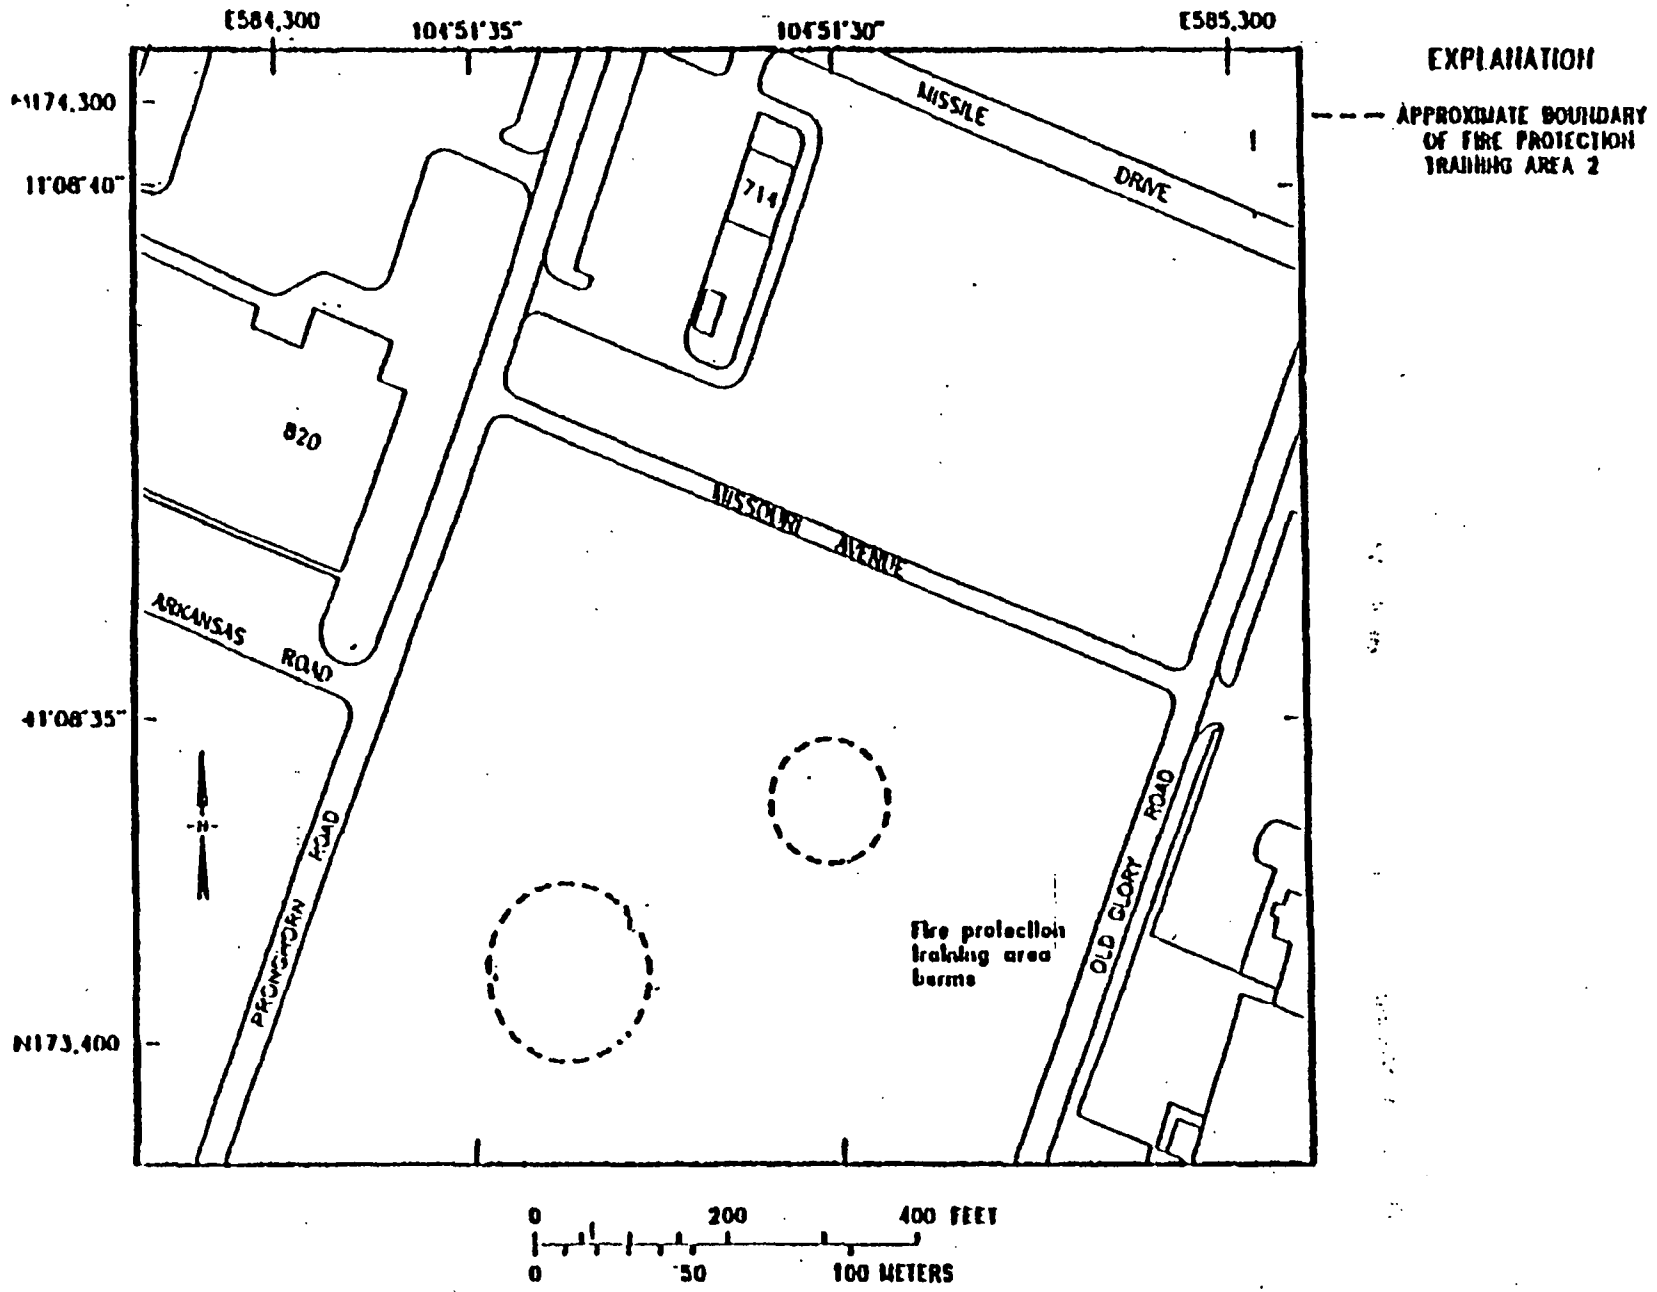 E584,300
104°51'35"
104°51'30"
E585,300
EXPLANATION
APPROXIMATE BOUNDARY
OF FIRE PROTECTION
TRAINING AREA 2
N174,300
41°08'40"
MISSILE
DRIVE
714
820
MISSOURI
AVENUE
ARKANSAS
ROAD
41°08'35"
N
PRONGHORN
ROAD
OLD GLORY
ROAD
Fire protection
training area
berms
N173,400
0 200 400 FEET
0 50 100 METERS